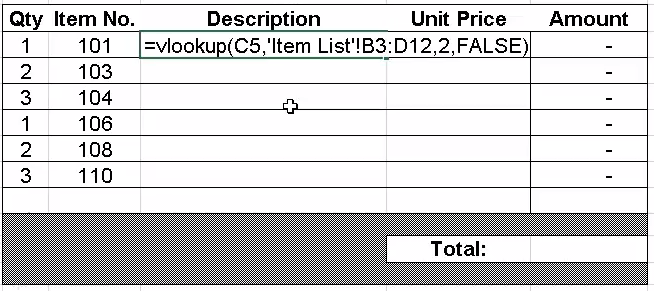 Qty Item No. Description Unit Price Amount
1 101 =vlookup(C5,'Item List'!B3:D12,2,FALSE) -
2 103 -
3 104 -
1 106 -
2 108 -
3 110 -
Total: